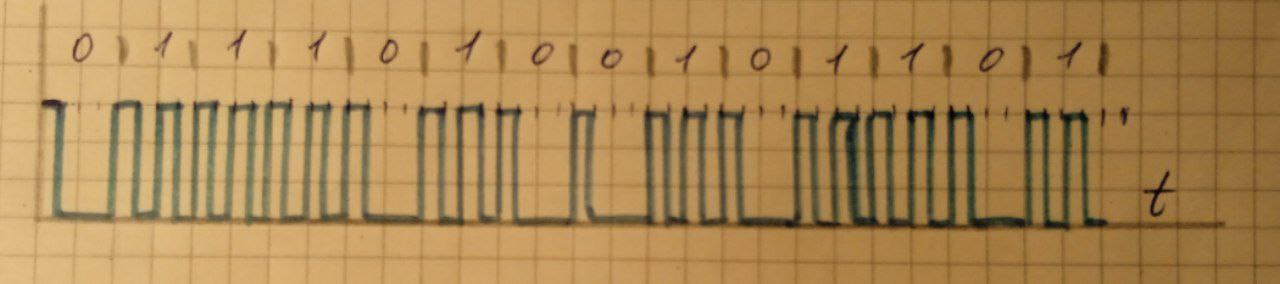 0 | 1 | 1 | 1 | 0 | 1 | 0 | 0 | 1 | 0 | 1 | 1 | 0 | 1 |
t